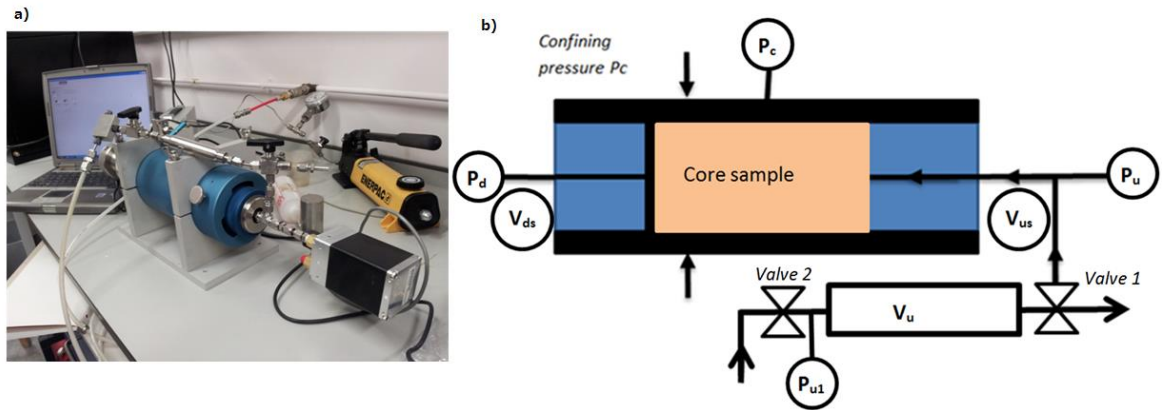 a)
ENERPAC
b)
Confining
pressure Pc
Pc
Pd
Vds
Core sample
Pu
Vus
Valve 2
Valve 1
Vu
Pu1